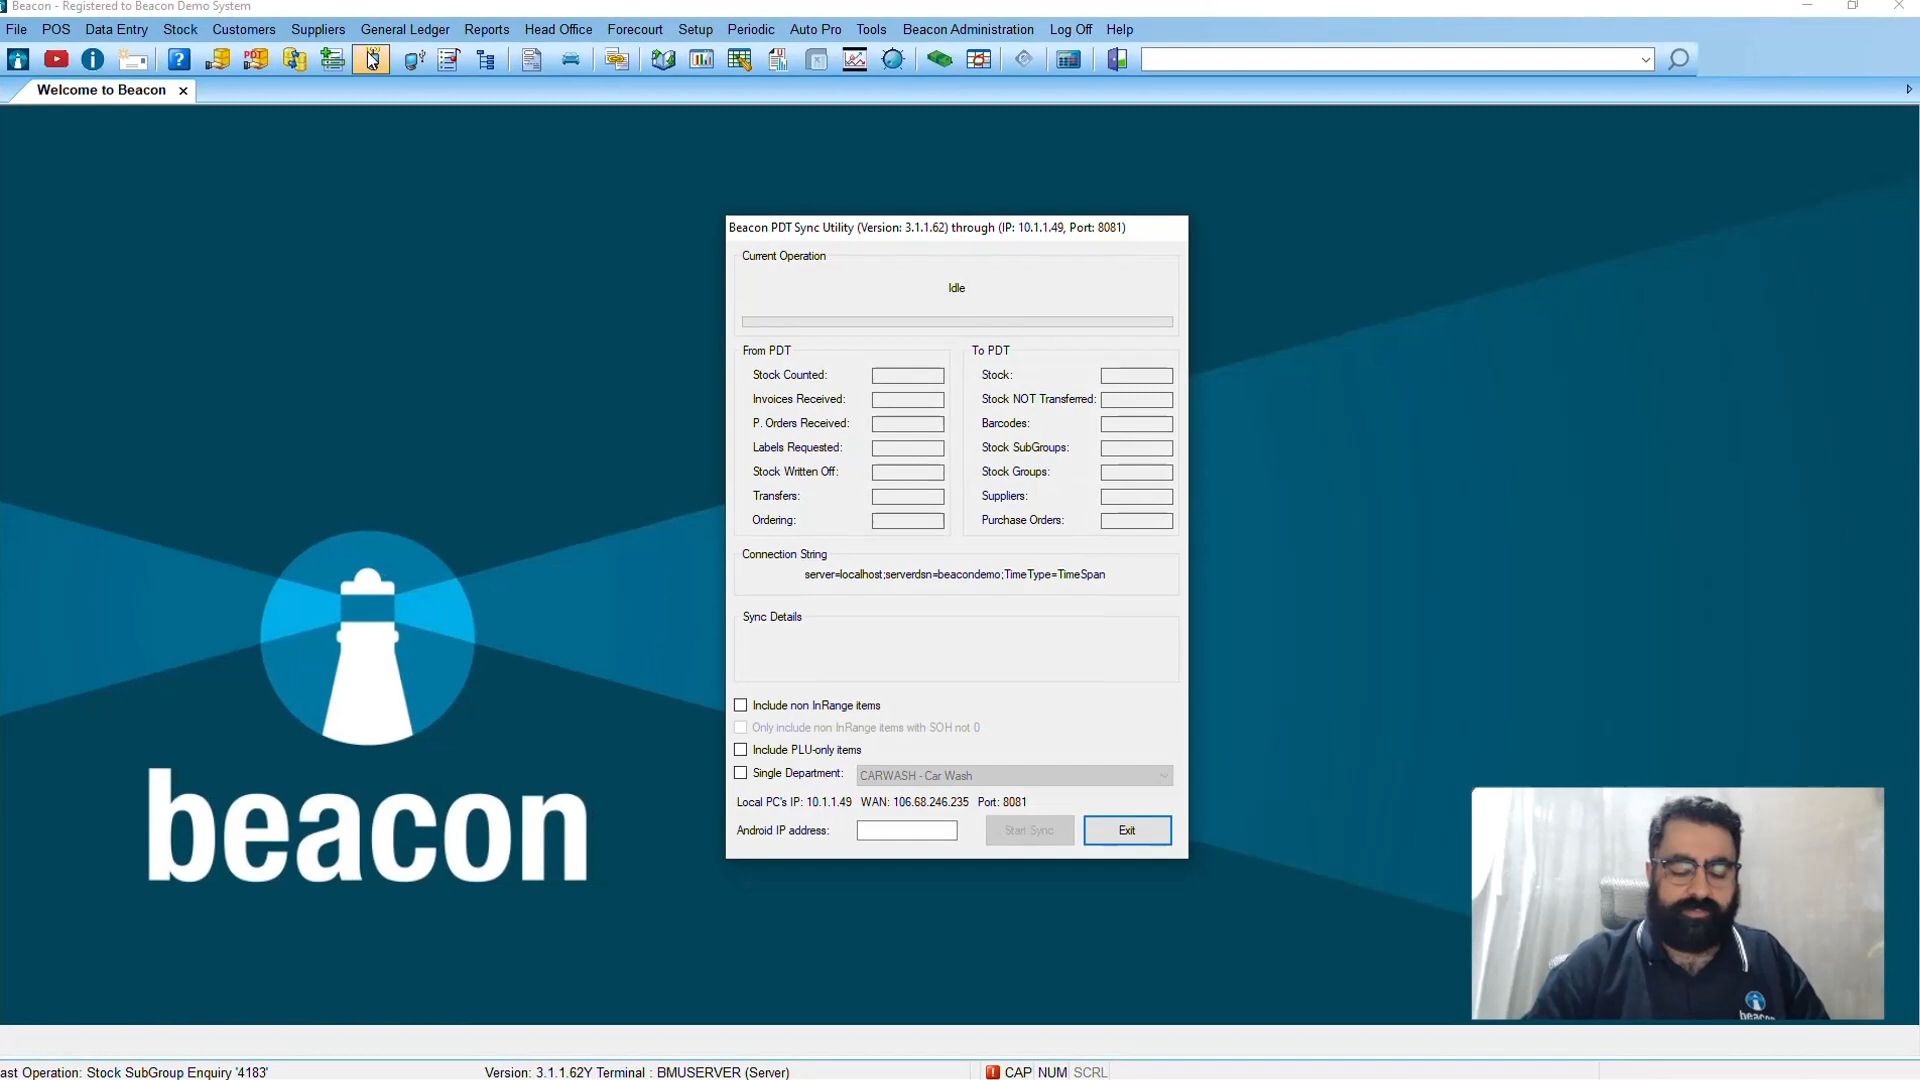 Beacon - Registered to Beacon Demo System
File POS Data Entry Stock Customers Suppliers General Ledger Reports Head Office Forecourt Setup Periodic Auto Pro Tools Beacon Administration Log Off Help
PDT
Welcome to Beacon
Beacon PDT Sync Utility (Version: 3.1.1.62) through (IP: 10.1.1.49, Port: 8081)
Current Operation
Idle
From PDT
Stock Counted:
Invoices Received:
P. Orders Received:
Labels Requested:
Stock Written Off:
Transfers:
Ordering:
To PDT
Stock:
Stock NOT Transferred:
Barcodes:
Stock SubGroups:
Stock Groups:
Suppliers:
Purchase Orders:
Connection String
server=localhost;serverdsn=beacondemo;TimeType=TimeSpan
Sync Details
Include non InRange items
Only include non InRange items with SOH not 0
Include PLU-only items
Single Department: CARWASH - Car Wash
Local PC's IP: 10.1.1.49 WAN: 106.68.246.235 Port: 8081
Android IP address: Start Sync Exit
beacon
beacon
ast Operation: Stock SubGroup Enquiry '4183' Version: 3.1.1.62Y Terminal : BMUSERVER (Server) CAP NUM SCRL